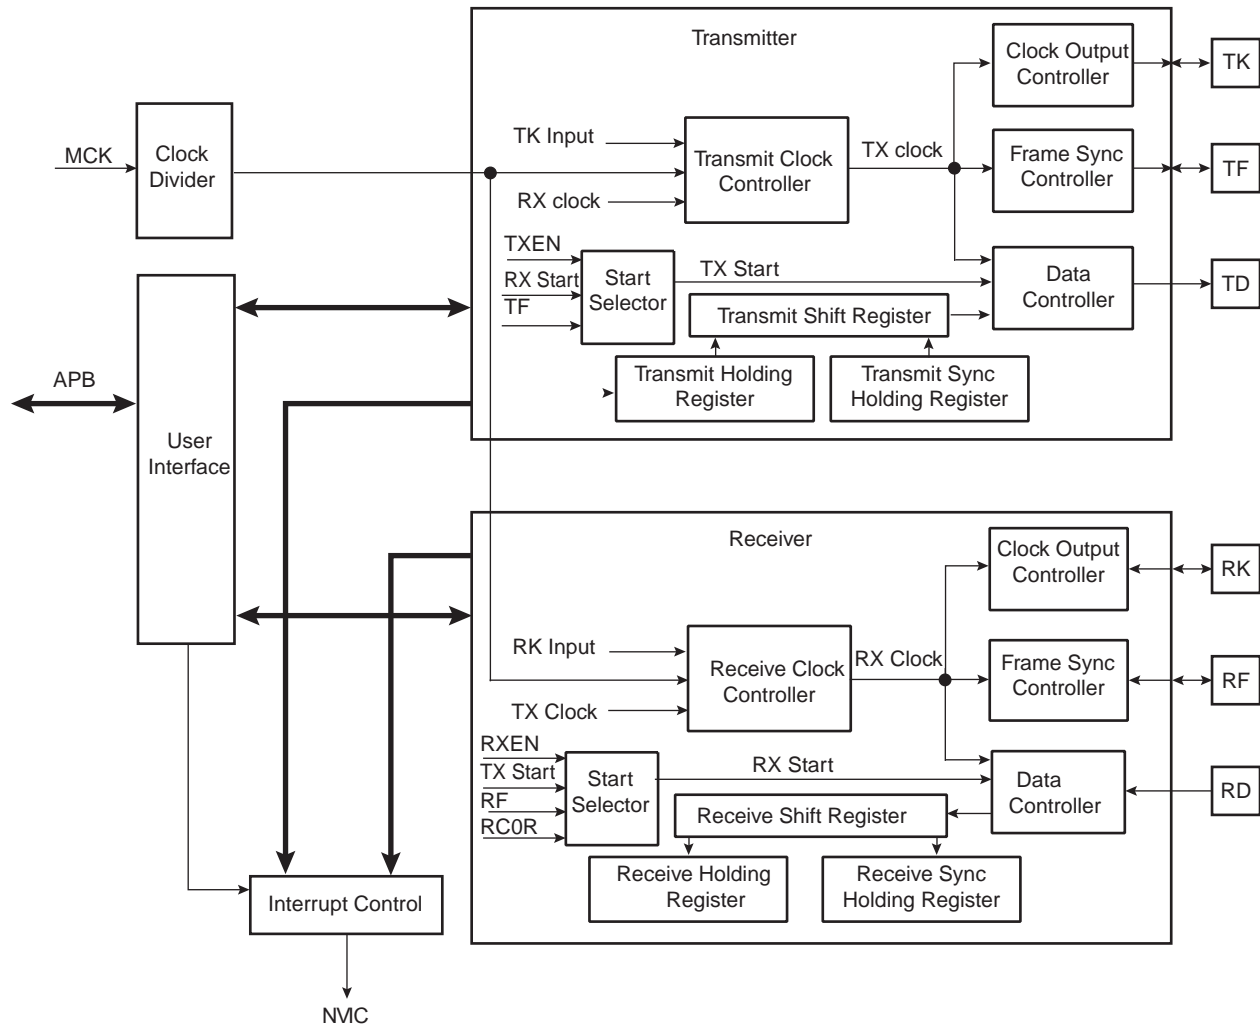 Transmitter
Clock Output
Controller
TK
MCK
Clock
Divider
TK Input
RX clock
Transmit Clock
Controller
TX clock
Frame Sync
Controller
TF
TXEN
RX Start
TF
Start
Selector
TX Start
Data
Controller
TD
Transmit Shift Register
Transmit Holding
Register
Transmit Sync
Holding Register
APB
User
Interface
Receiver
Clock Output
Controller
RK
RK Input
TX Clock
Receive Clock
Controller
RX Clock
Frame Sync
Controller
RF
RXEN
TX Start
RF
RC0R
Start
Selector
RX Start
Data
Controller
RD
Receive Shift Register
Receive Holding
Register
Receive Sync
Holding Register
Interrupt Control
NVIC